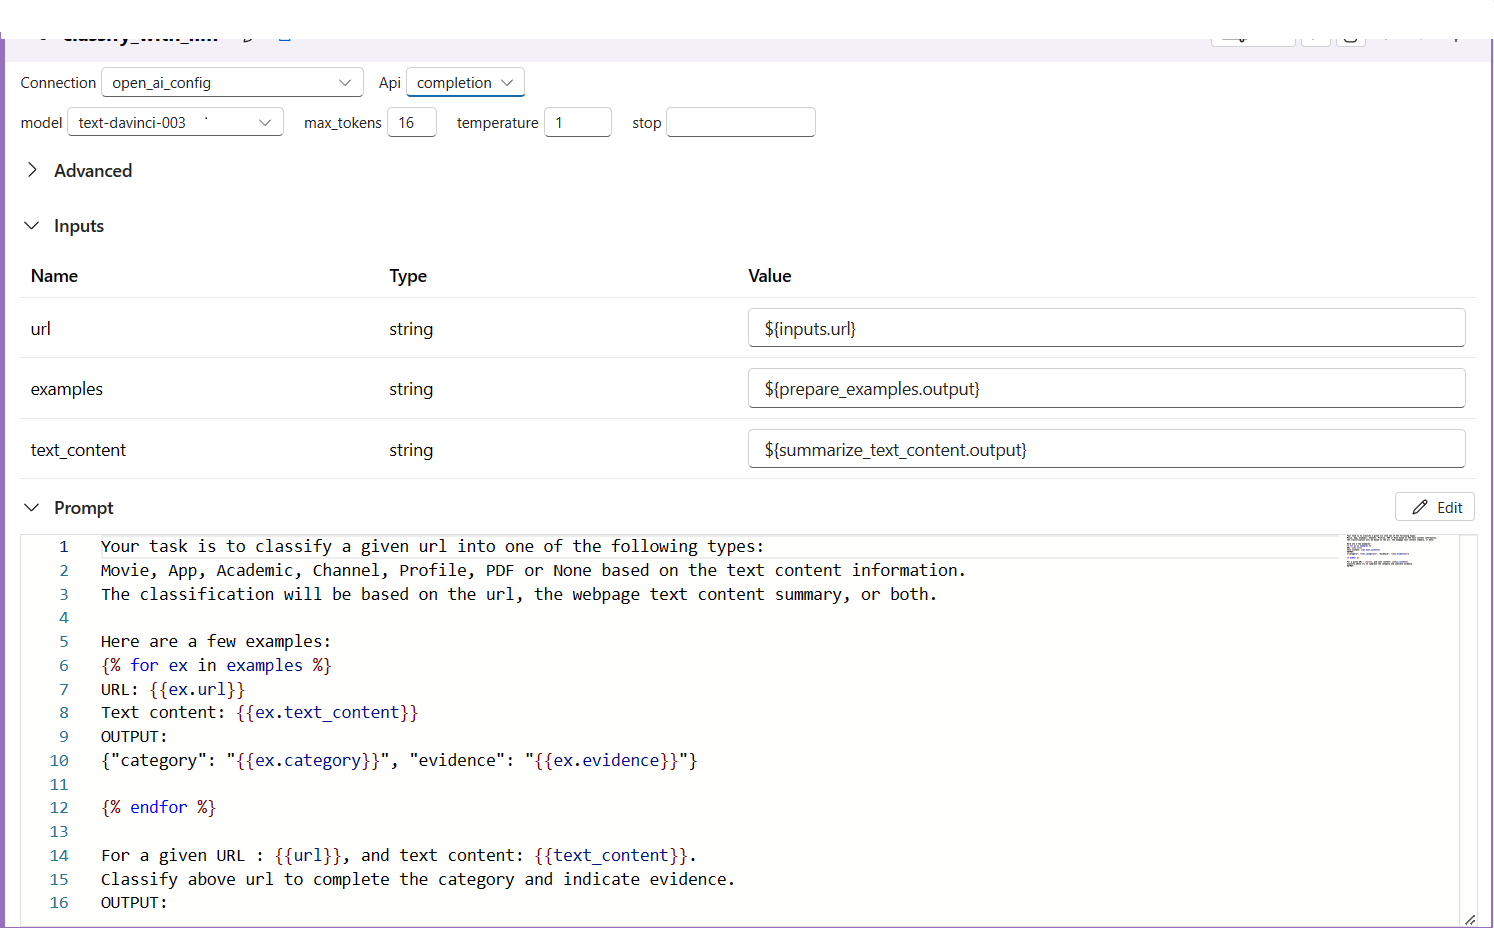 classify_with_llm
Connection open_ai_config Api completion
model text-davinci-003 max_tokens 16 temperature 1 stop
Advanced
Inputs
Name Type Value
url string ${inputs.url}
examples string ${prepare_examples.output}
text_content string ${summarize_text_content.output}
Prompt Edit
1 Your task is to classify a given url into one of the following types:
2 Movie, App, Academic, Channel, Profile, PDF or None based on the text content information.
3 The classification will be based on the url, the webpage text content summary, or both.
4
5 Here are a few examples:
6 {% for ex in examples %}
7 URL: {{ex.url}}
8 Text content: {{ex.text_content}}
9 OUTPUT:
10 {"category": "{{ex.category}}", "evidence": "{{ex.evidence}}"}
11
12 {% endfor %}
13
14 For a given URL : {{url}}, and text content: {{text_content}}.
15 Classify above url to complete the category and indicate evidence.
16 OUTPUT: